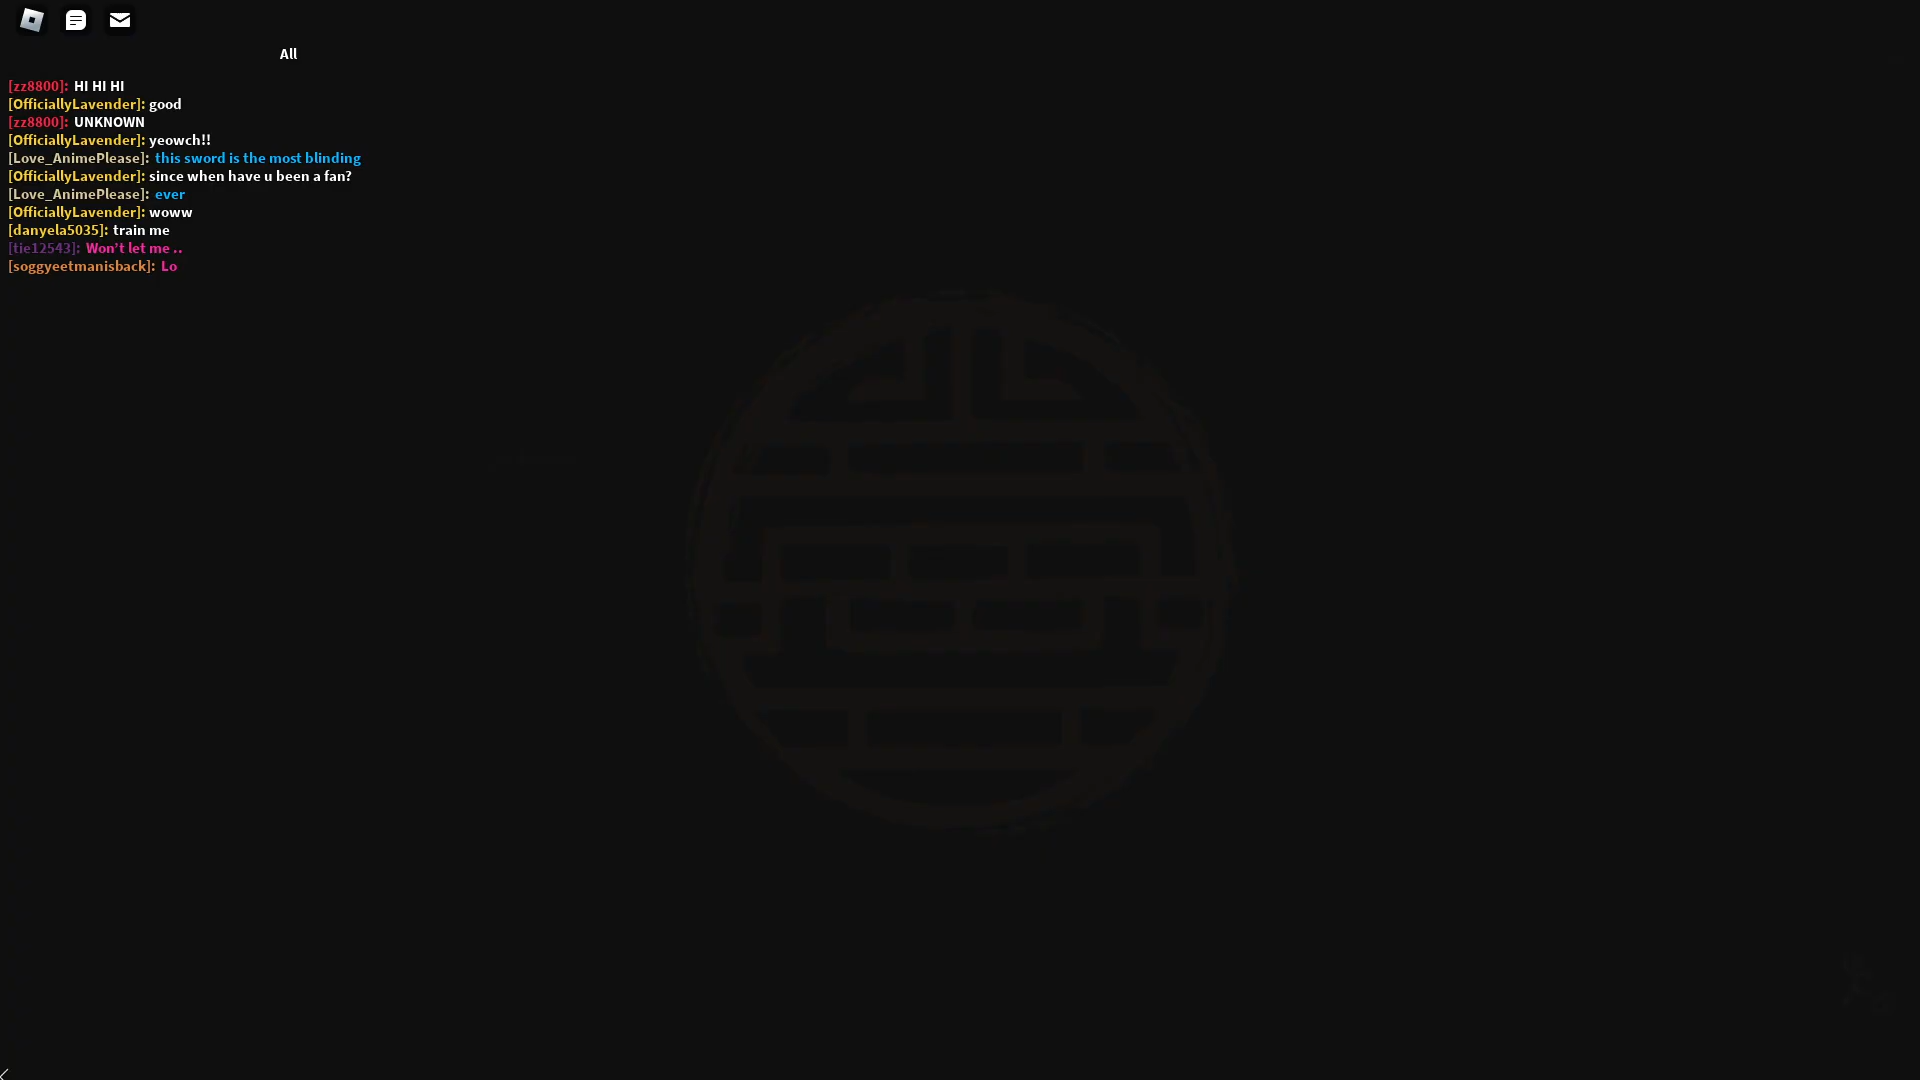 All
[zz8800]: HI HI HI
[OfficiallyLavender]: good
[zz8800]: UNKNOWN
[OfficiallyLavender]: yeowch!!
[Love_AnimePlease]: this sword is the most blinding
[OfficiallyLavender]: since when have u been a fan?
[Love_AnimePlease]: ever
[OfficiallyLavender]: woww
[danyela5035]: train me
[tie12543]: Won't let me ..
[soggyeetmanisback]: Lo